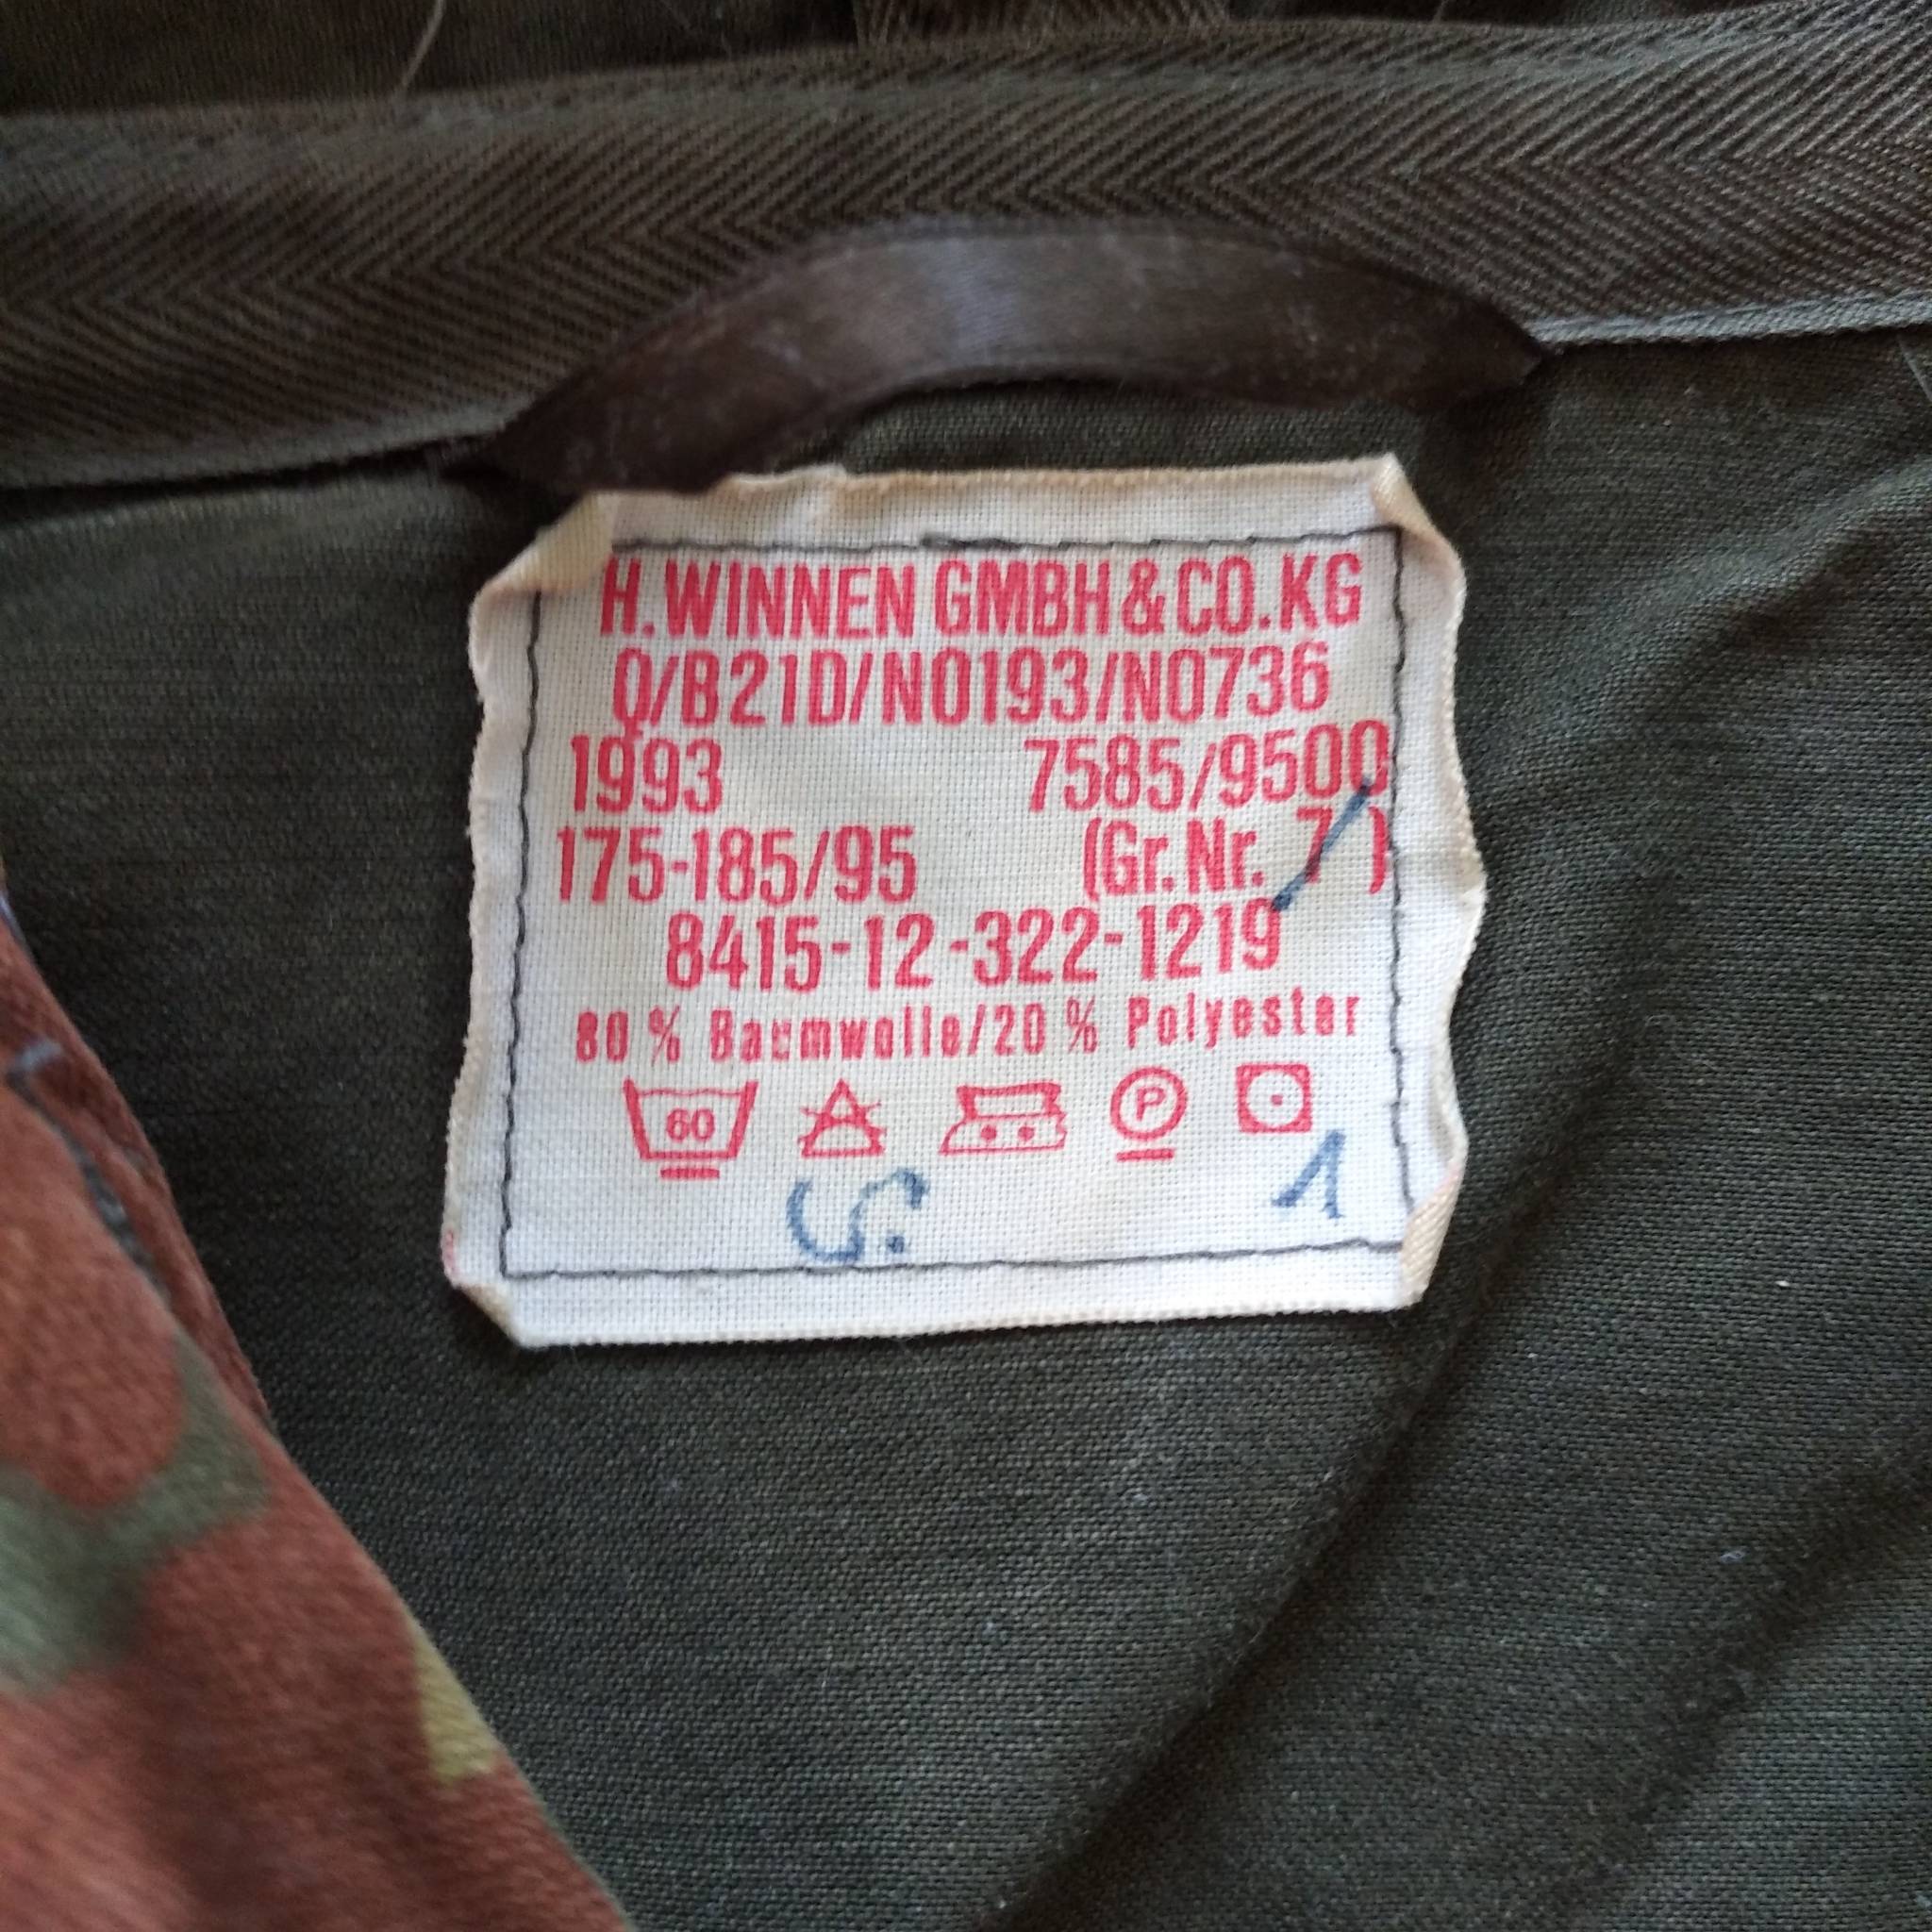 H.WINNEN GMBH & CO.KG
Q/B21D/N0193/N0736
1993 7585/9500
175-185/95 (Gr.Nr. 7 )
8415-12-322-1219
80 % Baumwolle/20 % Polyester
60 P
S. 1